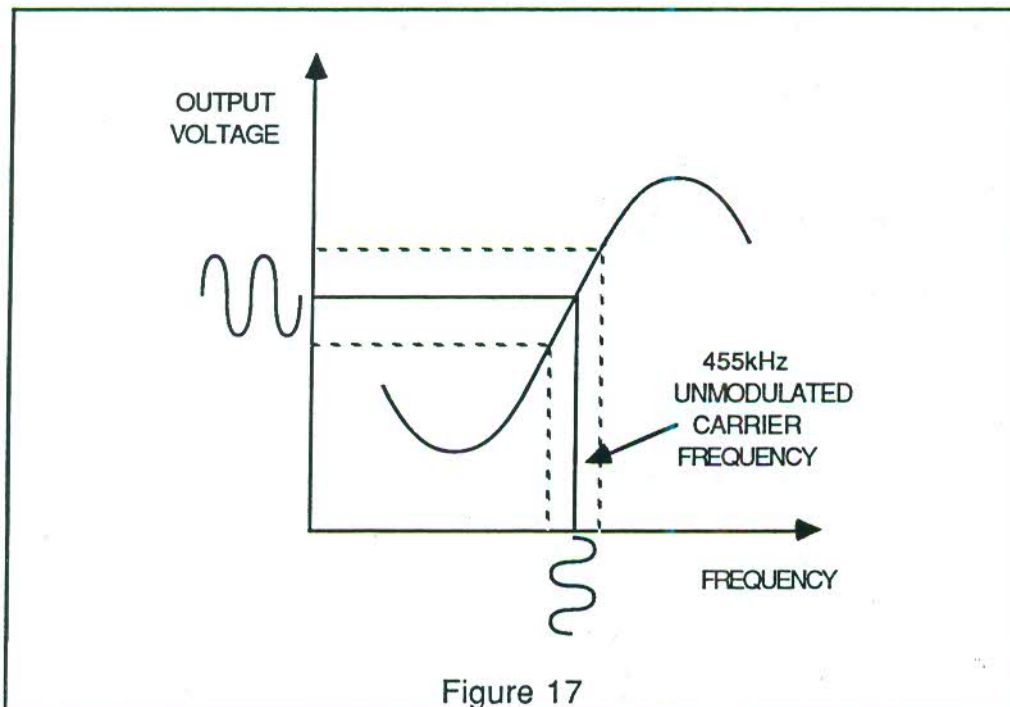 OUTPUT
VOLTAGE
455kHz
UNMODULATED
CARRIER
FREQUENCY
FREQUENCY
Figure 17